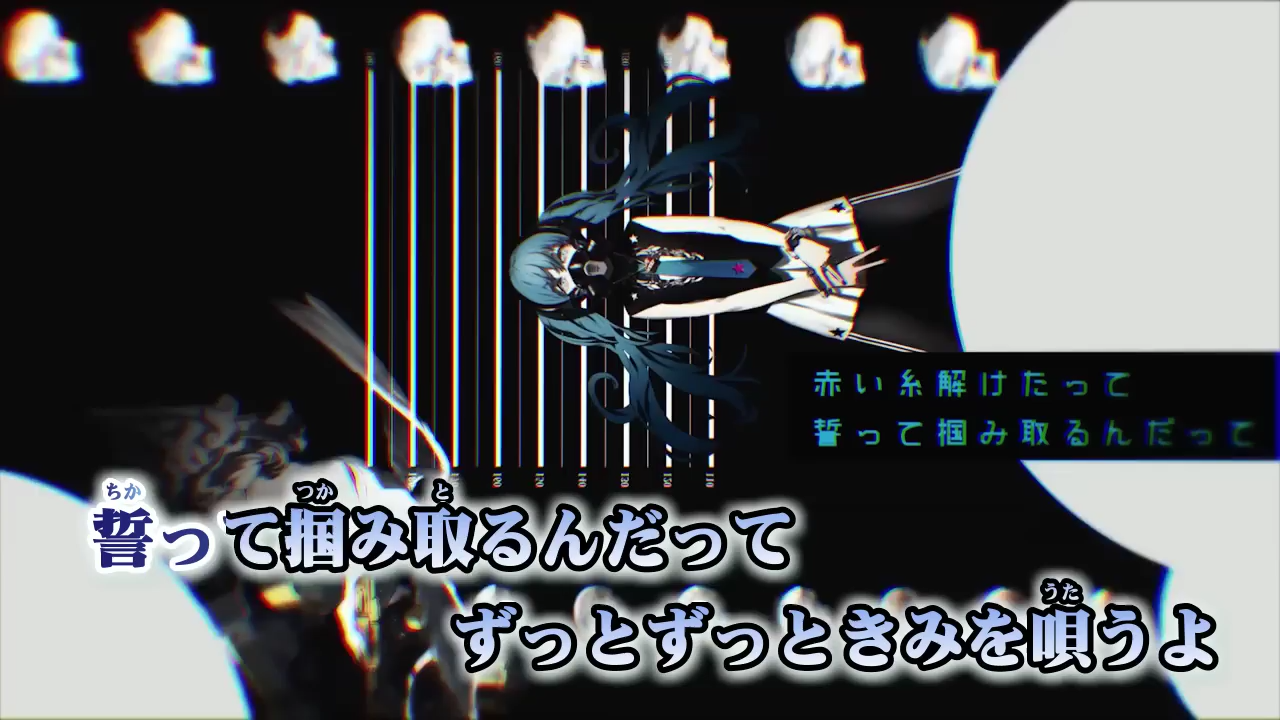 赤い糸解けたって
誓って掴み取るんだって
ちか つか と
誓って掴み取るんだって
うた
ずっとずっときみを唄うよ